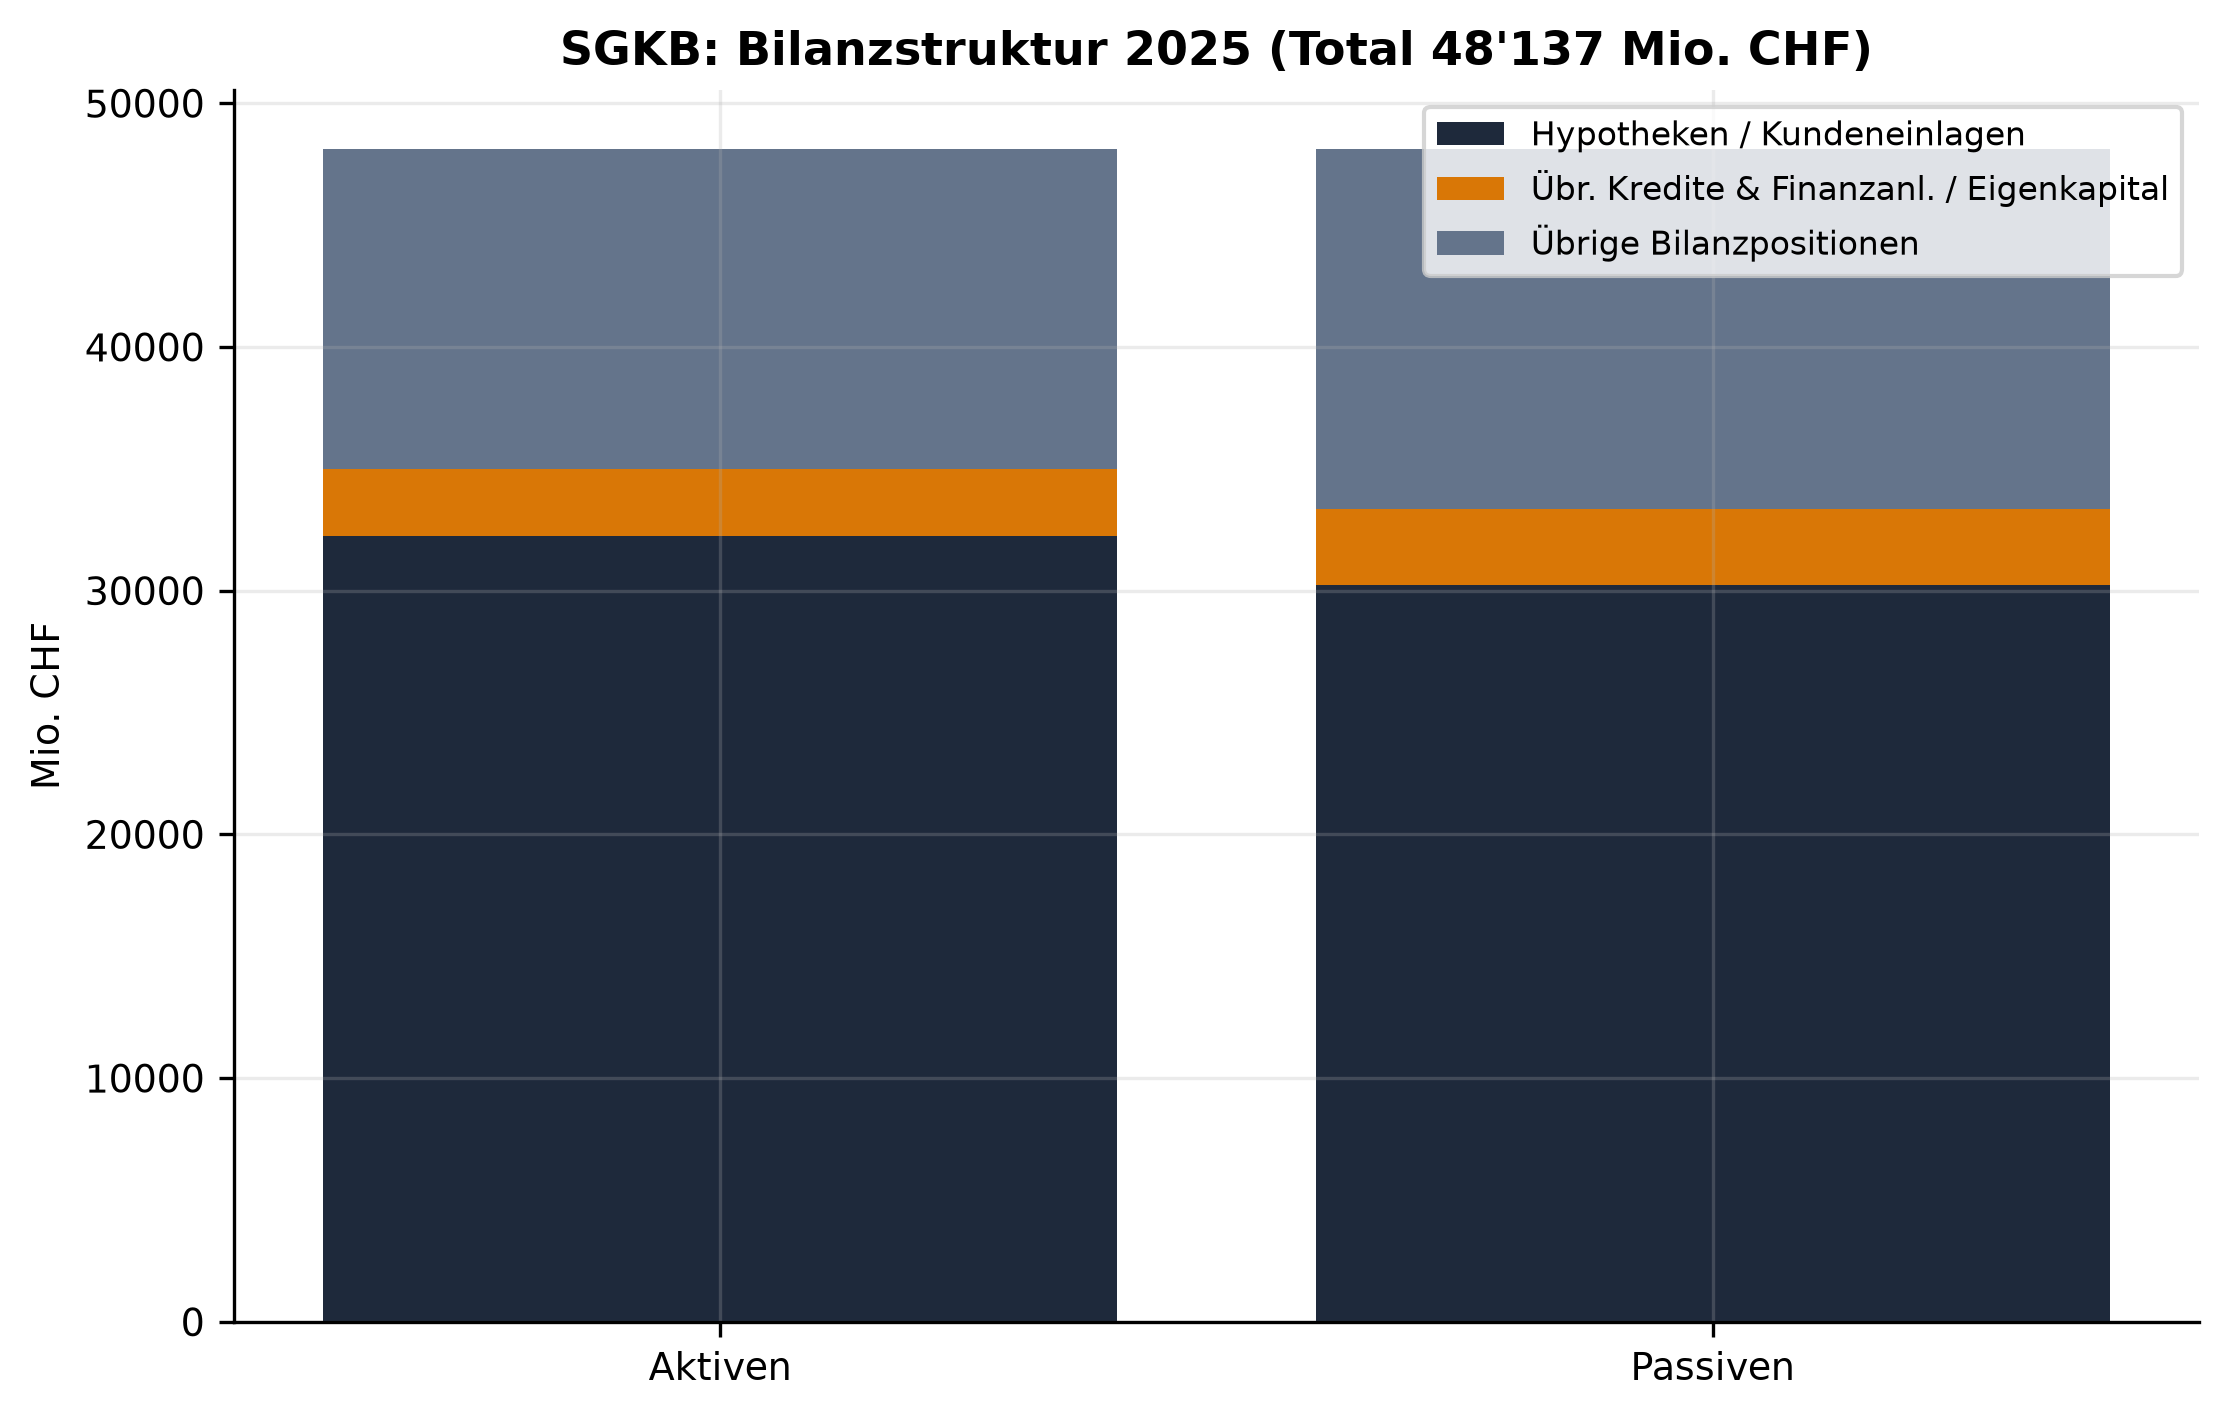 SGKB: Bilanzstruktur 2025 (Total 48'137 Mio. CHF)
50000
40000
30000
20000
10000
0
Mio. CHF
Hypotheken / Kundeneinlagen
Übr. Kredite & Finanzanl. / Eigenkapital
Übrige Bilanzpositionen
Aktiven
Passiven